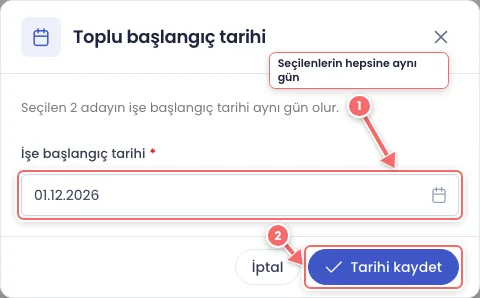 Toplu başlangıç tarihi
Seçilenlerin hepsine aynı
gün
Seçilen 2 adayın işe başlangıç tarihi aynı gün olur.
1
İşe başlangıç tarihi *
01.12.2026
2
İptal
Tarihi kaydet